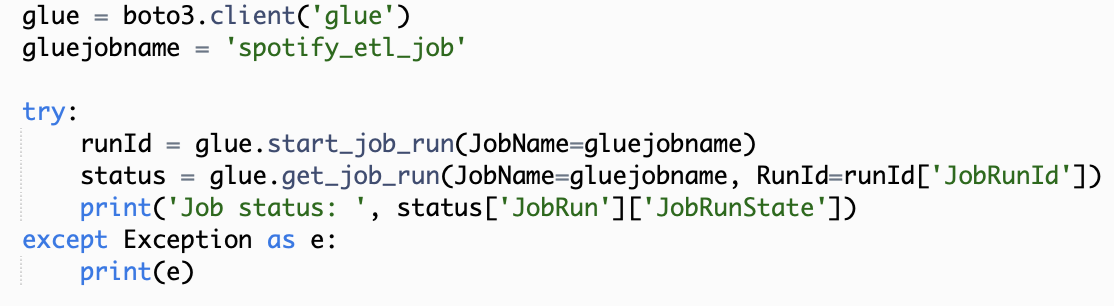 glue = boto3.client('glue')
gluejobname = 'spotify_etl_job'

try:
    runId = glue.start_job_run(JobName=gluejobname)
    status = glue.get_job_run(JobName=gluejobname, RunId=runId['JobRunId'])
    print('Job status: ', status['JobRun']['JobRunState'])
except Exception as e:
    print(e)